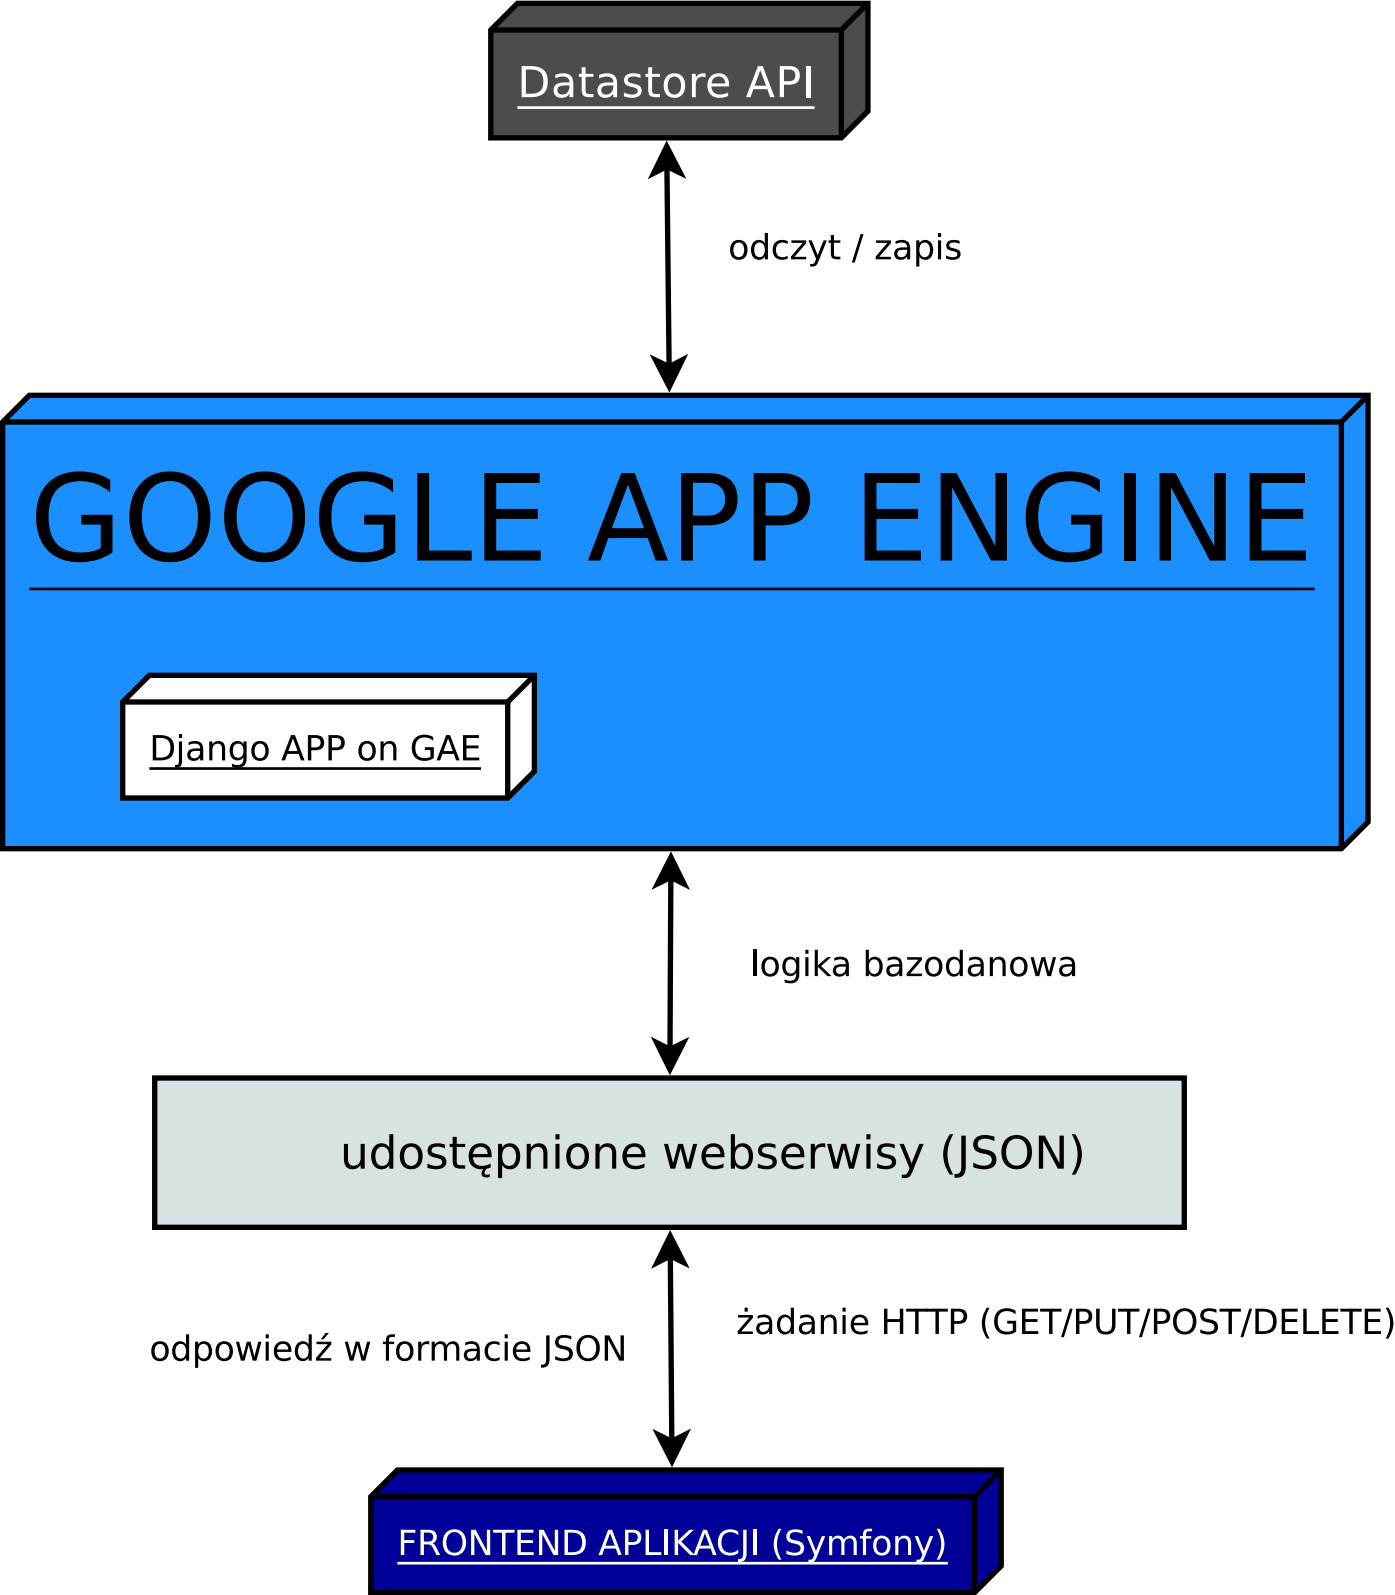 Datastore API
odczyt / zapis
GOOGLE APP ENGINE
Django APP on GAE
logika bazodanowa
udostępnione webserwisy (JSON)
żadanie HTTP (GET/PUT/POST/DELETE)
odpowiedź w formacie JSON
FRONTEND APLIKACJI (Symfony)